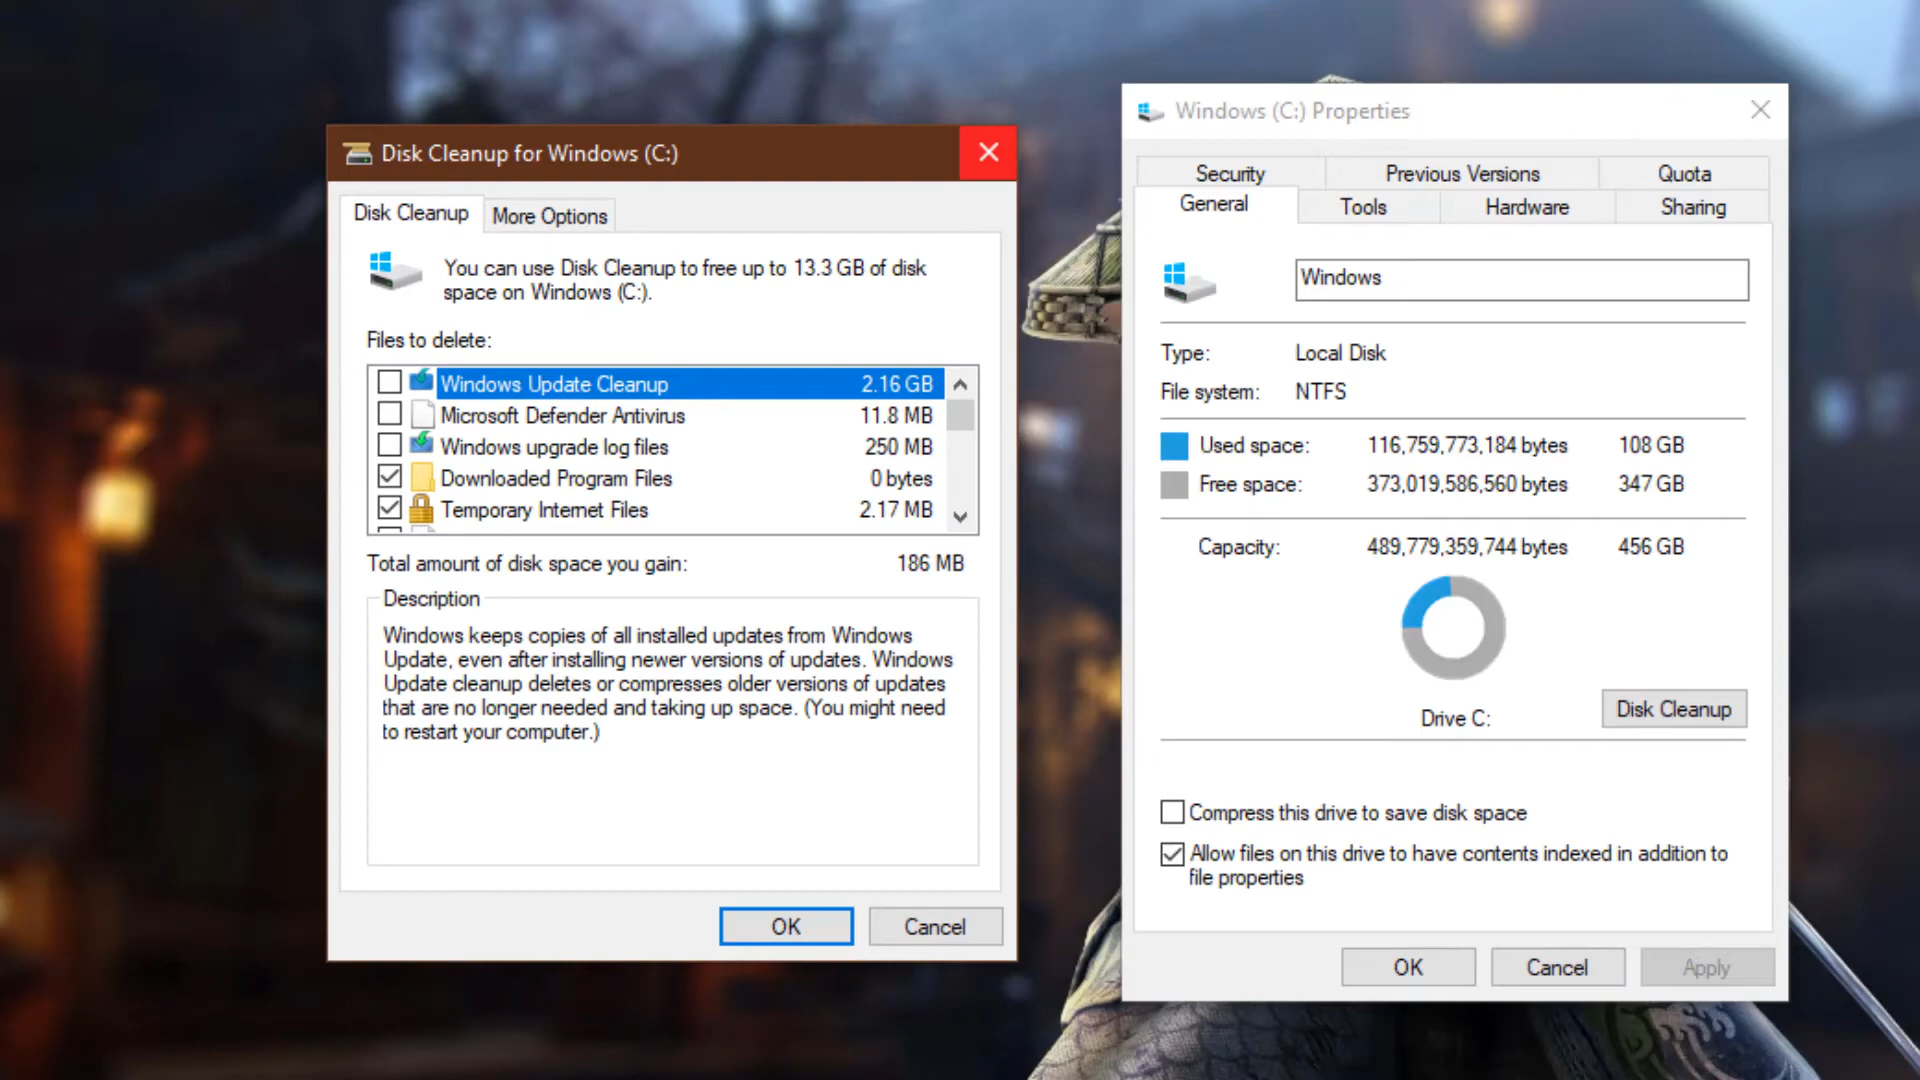 Disk Cleanup for Windows (C:)
Disk Cleanup
More Options
You can use Disk Cleanup to free up to 13.3 GB of disk
space on Windows (C:).
Files to delete:
Windows Update Cleanup 2.16 GB
Microsoft Defender Antivirus 11.8 MB
Windows upgrade log files 250 MB
Downloaded Program Files 0 bytes
Temporary Internet Files 2.17 MB
Total amount of disk space you gain: 186 MB
Description
Windows keeps copies of all installed updates from Windows
Update, even after installing newer versions of updates. Windows
Update cleanup deletes or compresses older versions of updates
that are no longer needed and taking up space. (You might need
to restart your computer.)
OK
Cancel
Windows (C:) Properties
Security
Previous Versions
Quota
General
Tools
Hardware
Sharing
Windows
Type: Local Disk
File system: NTFS
Used space: 116,759,773,184 bytes 108 GB
Free space: 373,019,586,560 bytes 347 GB
Capacity: 489,779,359,744 bytes 456 GB
Drive C:
Disk Cleanup
Compress this drive to save disk space
Allow files on this drive to have contents indexed in addition to
file properties
OK
Cancel
Apply